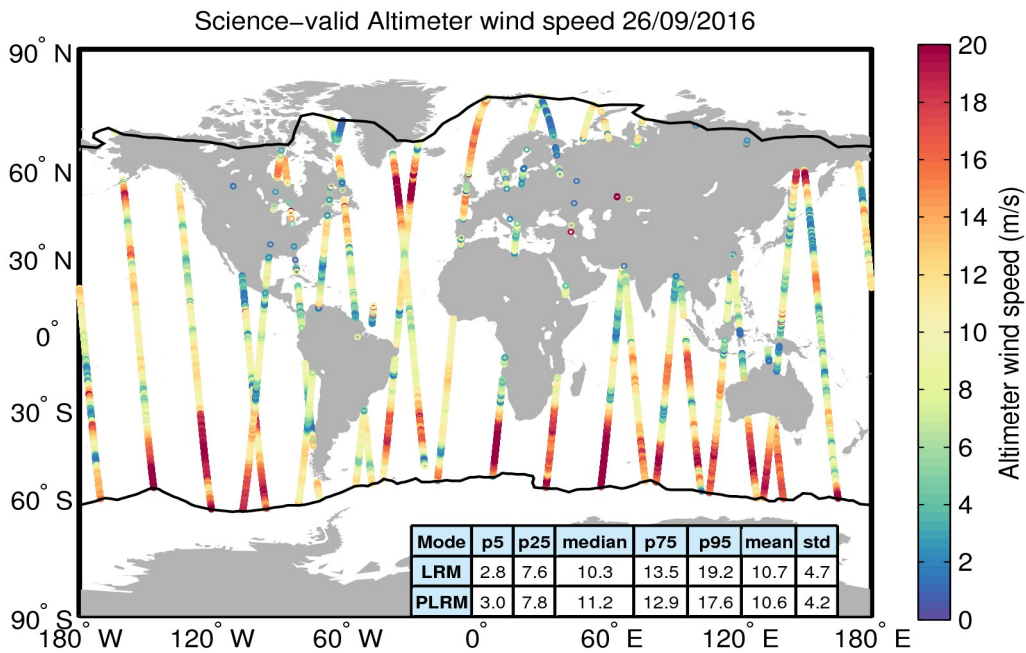 Science−valid Altimeter wind speed 26/09/2016
90° N
60° N
30° N
0°
30° S
60° S
90° S
180° W
120° W
60° W
0°
60° E
120° E
180° E
Mode p5 p25 median p75 p95 mean std
LRM 2.8 7.6 10.3 13.5 19.2 10.7 4.7
PLRM 3.0 7.8 11.2 12.9 17.6 10.6 4.2
20
18
16
14
12
10
8
6
4
2
0
Altimeter wind speed (m/s)